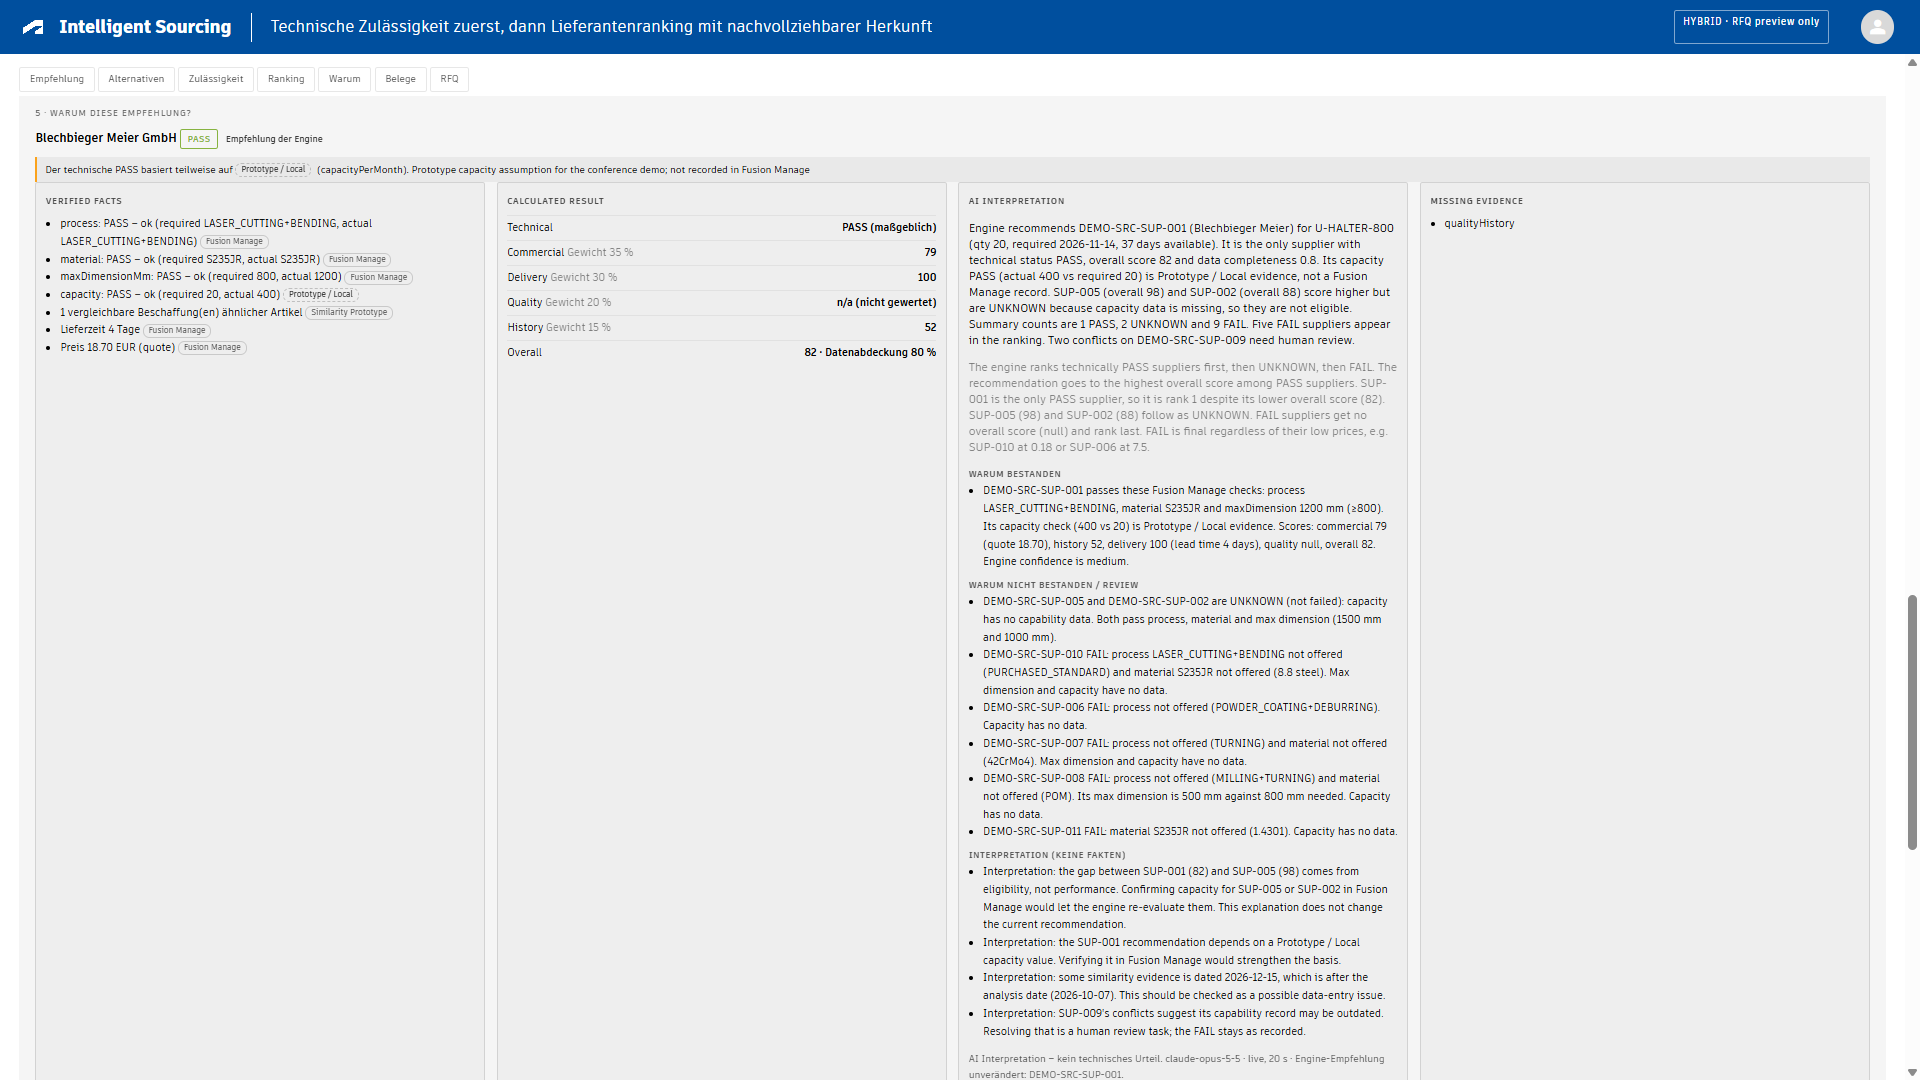 Intelligent Sourcing
Technische Zulässigkeit zuerst, dann Lieferantenranking mit nachvollziehbarer Herkunft
HYBRID · RFQ preview only
Empfehlung
Alternativen
Zulässigkeit
Ranking
Warum
Belege
RFQ
5 · WARUM DIESE EMPFEHLUNG?
Blechbieger Meier GmbH PASS Empfehlung der Engine
Der technische PASS basiert teilweise auf Prototype / Local (capacityPerMonth). Prototype capacity assumption for the conference demo; not recorded in Fusion Manage
VERIFIED FACTS
process: PASS – ok (required LASER_CUTTING+BENDING, actual
LASER_CUTTING+BENDING) Fusion Manage
material: PASS – ok (required S235JR, actual S235JR) Fusion Manage
maxDimensionMm: PASS – ok (required 800, actual 1200) Fusion Manage
capacity: PASS – ok (required 20, actual 400) Prototype / Local
1 vergleichbare Beschaffung(en) ähnlicher Artikel Similarity Prototype
Lieferzeit 4 Tage Fusion Manage
Preis 18.70 EUR (quote) Fusion Manage
CALCULATED RESULT
Technical PASS (maßgeblich)
Commercial Gewicht 35 % 79
Delivery Gewicht 30 % 100
Quality Gewicht 20 % n/a (nicht gewertet)
History Gewicht 15 % 52
Overall 82 · Datenabdeckung 80 %
AI INTERPRETATION
Engine recommends DEMO-SRC-SUP-001 (Blechbieger Meier) for U-HALTER-800
(qty 20, required 2026-11-14, 37 days available). It is the only supplier with
technical status PASS, overall score 82 and data completeness 0.8. Its capacity
PASS (actual 400 vs required 20) is Prototype / Local evidence, not a Fusion
Manage record. SUP-005 (overall 98) and SUP-002 (overall 88) score higher but
are UNKNOWN because capacity data is missing, so they are not eligible.
Summary counts are 1 PASS, 2 UNKNOWN and 9 FAIL. Five FAIL suppliers appear
in the ranking. Two conflicts on DEMO-SRC-SUP-009 need human review.
The engine ranks technically PASS suppliers first, then UNKNOWN, then FAIL. The
recommendation goes to the highest overall score among PASS suppliers. SUP-
001 is the only PASS supplier, so it is rank 1 despite its lower overall score (82).
SUP-005 (98) and SUP-002 (88) follow as UNKNOWN. FAIL suppliers get no
overall score (null) and rank last. FAIL is final regardless of their low prices, e.g.
SUP-010 at 0.18 or SUP-006 at 7.5.
WARUM BESTANDEN
DEMO-SRC-SUP-001 passes these Fusion Manage checks: process
LASER_CUTTING+BENDING, material S235JR and maxDimension 1200 mm (≥800).
Its capacity check (400 vs 20) is Prototype / Local evidence. Scores: commercial 79
(quote 18.70), history 52, delivery 100 (lead time 4 days), quality null, overall 82.
Engine confidence is medium.
WARUM NICHT BESTANDEN / REVIEW
DEMO-SRC-SUP-005 and DEMO-SRC-SUP-002 are UNKNOWN (not failed): capacity
has no capability data. Both pass process, material and max dimension (1500 mm
and 1000 mm).
DEMO-SRC-SUP-010 FAIL: process LASER_CUTTING+BENDING not offered
(PURCHASED_STANDARD) and material S235JR not offered (8.8 steel). Max
dimension and capacity have no data.
DEMO-SRC-SUP-006 FAIL: process not offered (POWDER_COATING+DEBURRING).
Capacity has no data.
DEMO-SRC-SUP-007 FAIL: process not offered (TURNING) and material not offered
(42CrMo4). Max dimension and capacity have no data.
DEMO-SRC-SUP-008 FAIL: process not offered (MILLING+TURNING) and material
not offered (POM). Its max dimension is 500 mm against 800 mm needed. Capacity
has no data.
DEMO-SRC-SUP-011 FAIL: material S235JR not offered (1.4301). Capacity has no data.
INTERPRETATION (KEINE FAKTEN)
Interpretation: the gap between SUP-001 (82) and SUP-005 (98) comes from
eligibility, not performance. Confirming capacity for SUP-005 or SUP-002 in Fusion
Manage would let the engine re-evaluate them. This explanation does not change
the current recommendation.
Interpretation: the SUP-001 recommendation depends on a Prototype / Local
capacity value. Verifying it in Fusion Manage would strengthen the basis.
Interpretation: some similarity evidence is dated 2026-12-15, which is after the
analysis date (2026-10-07). This should be checked as a possible data-entry issue.
Interpretation: SUP-009's conflicts suggest its capability record may be outdated.
Resolving that is a human review task; the FAIL stays as recorded.
AI Interpretation – kein technisches Urteil. claude-opus-5-5 · live, 20 s · Engine-Empfehlung
unverändert: DEMO-SRC-SUP-001.
MISSING EVIDENCE
qualityHistory